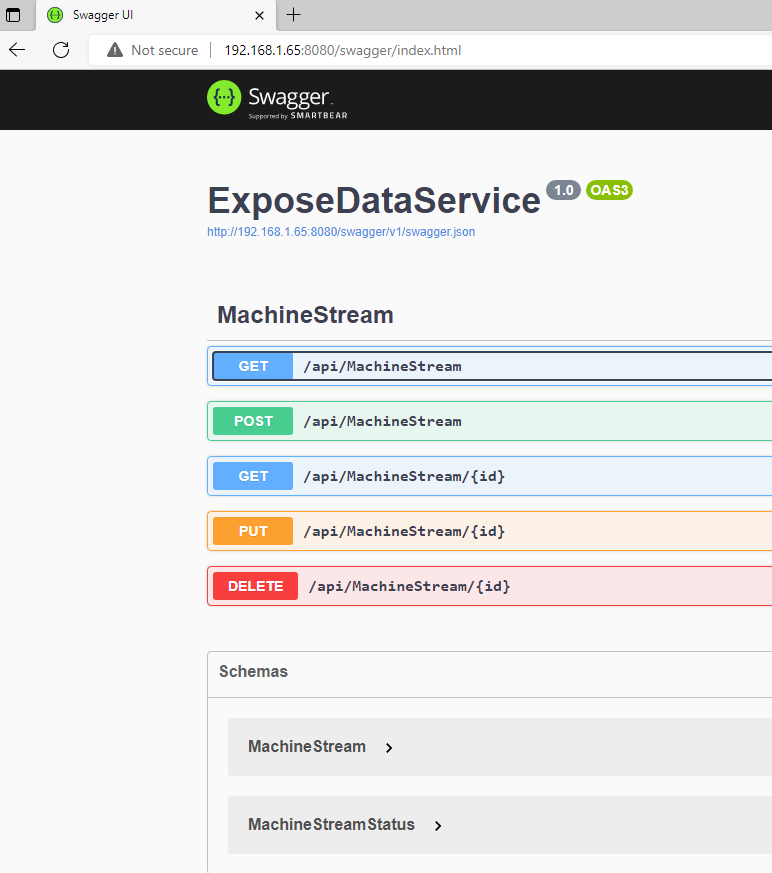 Swagger UI
Not secure 192.168.1.65:8080/swagger/index.html
Swagger
Supported by SMARTBEAR
ExposeDataService 1.0 OAS3
http://192.168.1.65:8080/swagger/v1/swagger.json
MachineStream
GET /api/MachineStream
POST /api/MachineStream
GET /api/MachineStream/{id}
PUT /api/MachineStream/{id}
DELETE /api/MachineStream/{id}
Schemas
MachineStream
MachineStreamStatus